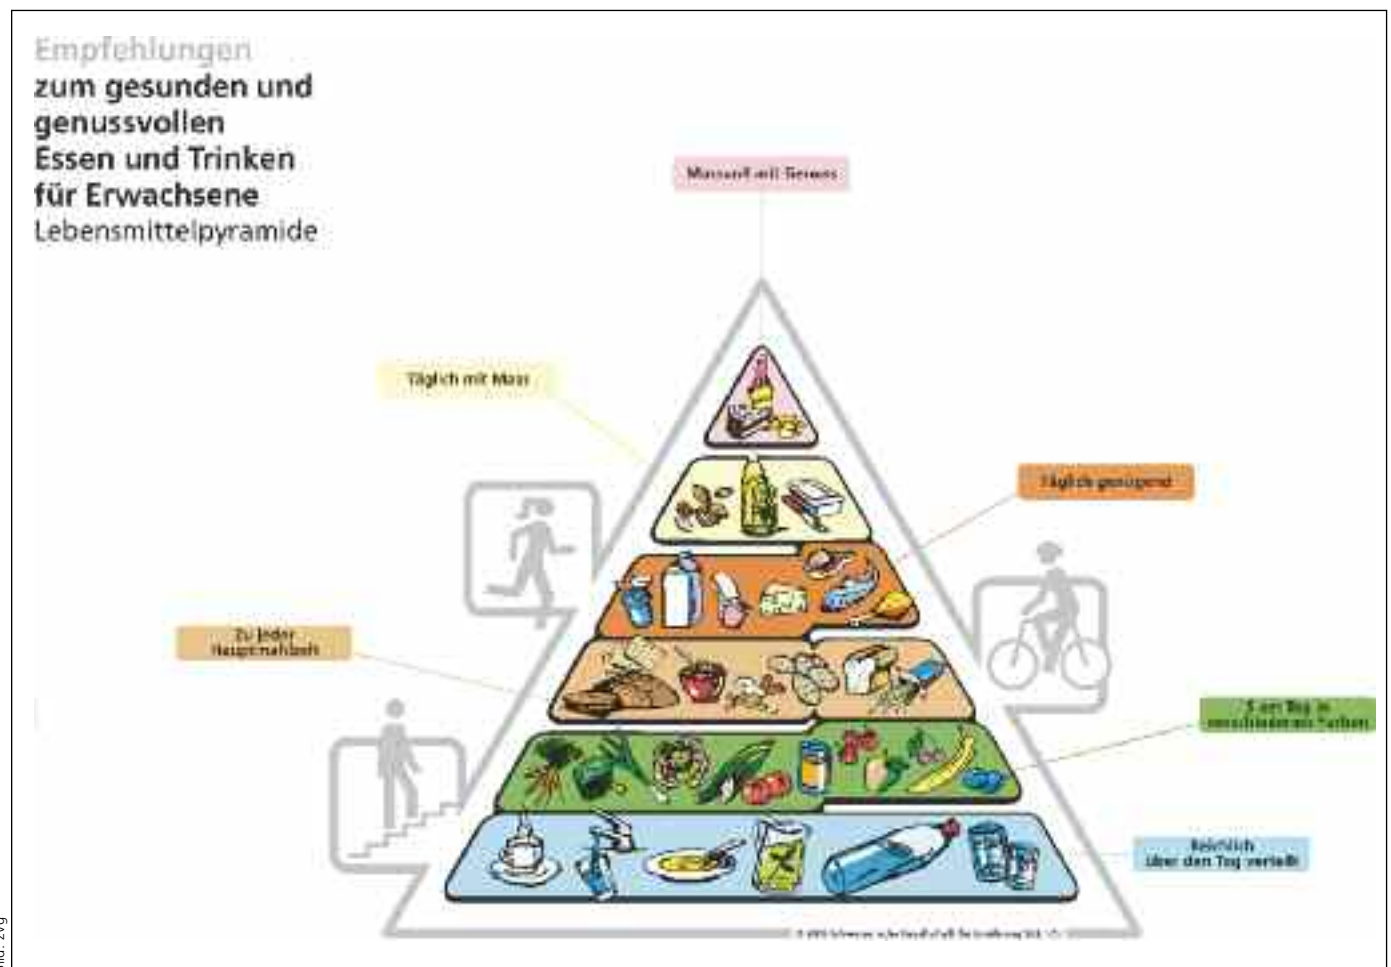 Empfehlungen
zum gesunden und
genussvollen
Essen und Trinken
für Erwachsene
Lebensmittelpyramide
Massvoll mit Genuss
Täglich mit Mass
Täglich genügend
Zu jeder
Hauptmahlzeit
5 am Tag in
verschiedenen Farben
Reichlich
über den Tag verteilt